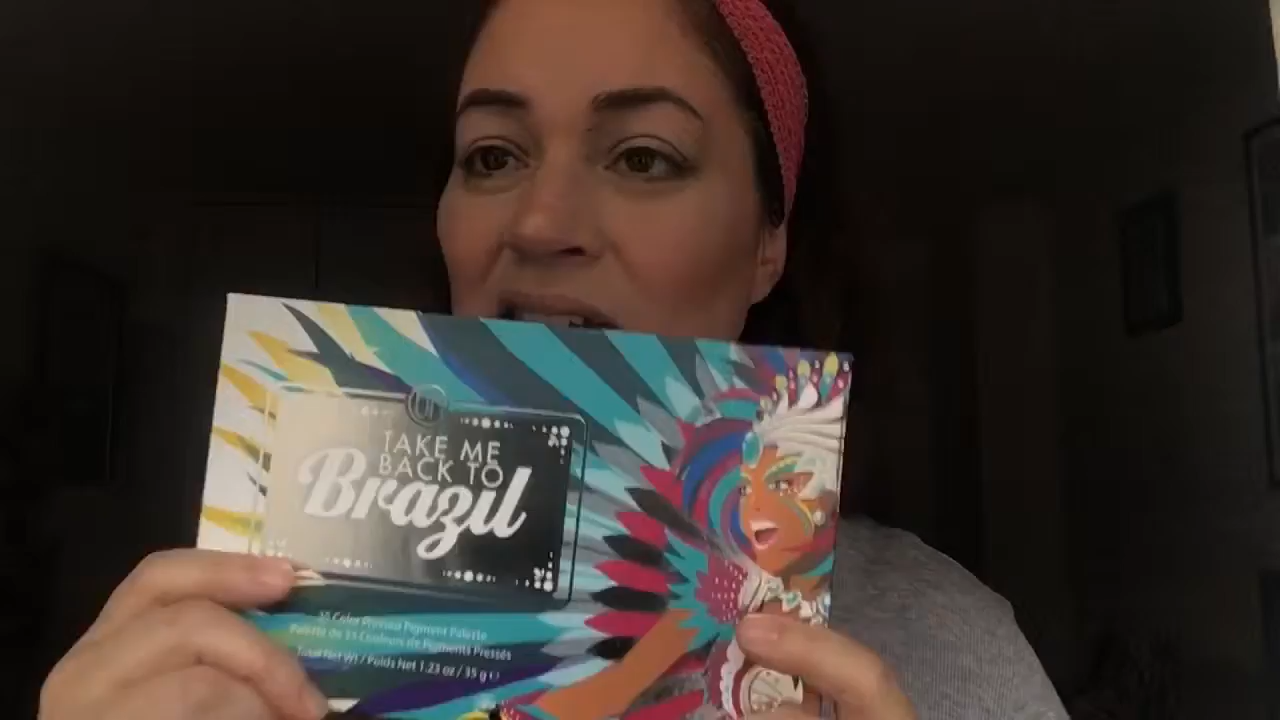 BH
TAKE ME
BACK TO
Brazil
35 Color Pressed Pigment Palette
Palette de 35 Couleurs de Pigments Pressés
Total Net Wt / Poids Net 1.23 oz / 35 g ℮